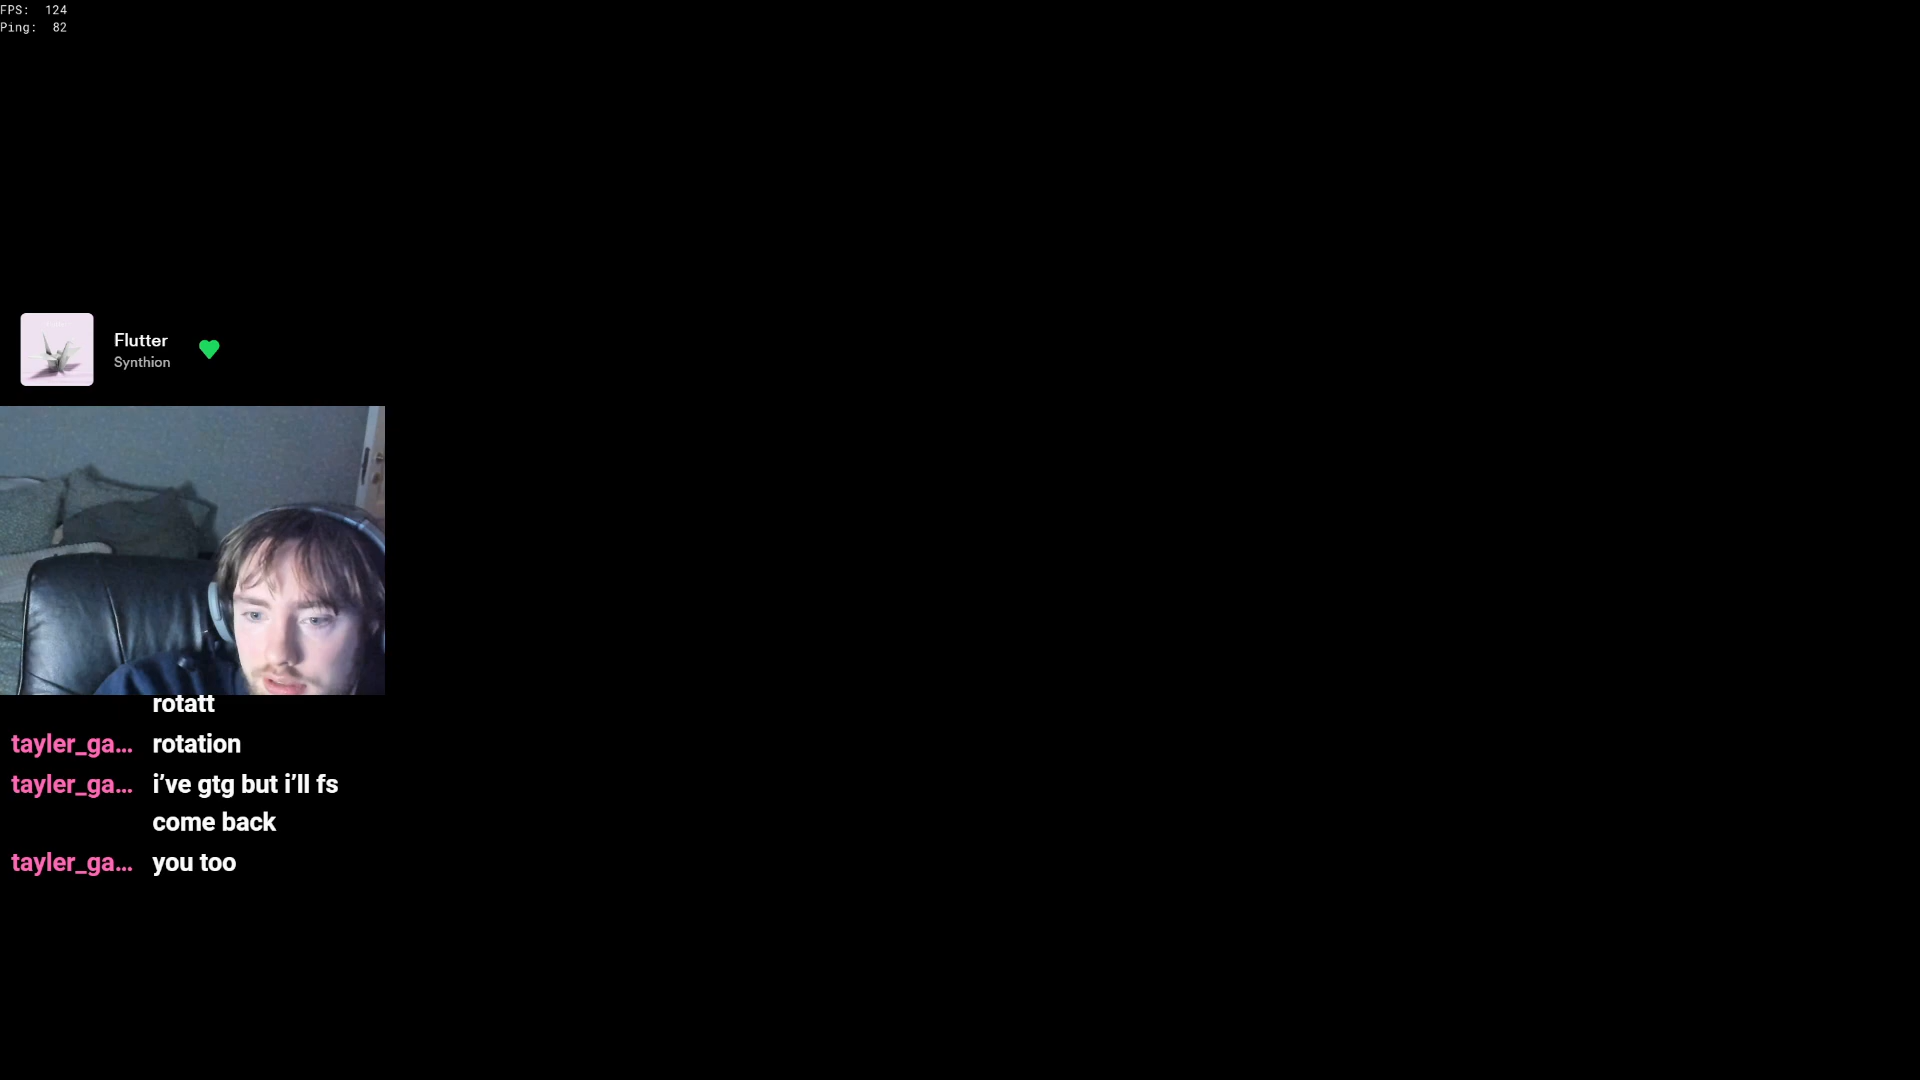 FPS: 124
Ping: 82
Flutter
Synthion
rotatt
tayler_ga... rotation
tayler_ga... i’ve gtg but i’ll fs
come back
tayler_ga... you too